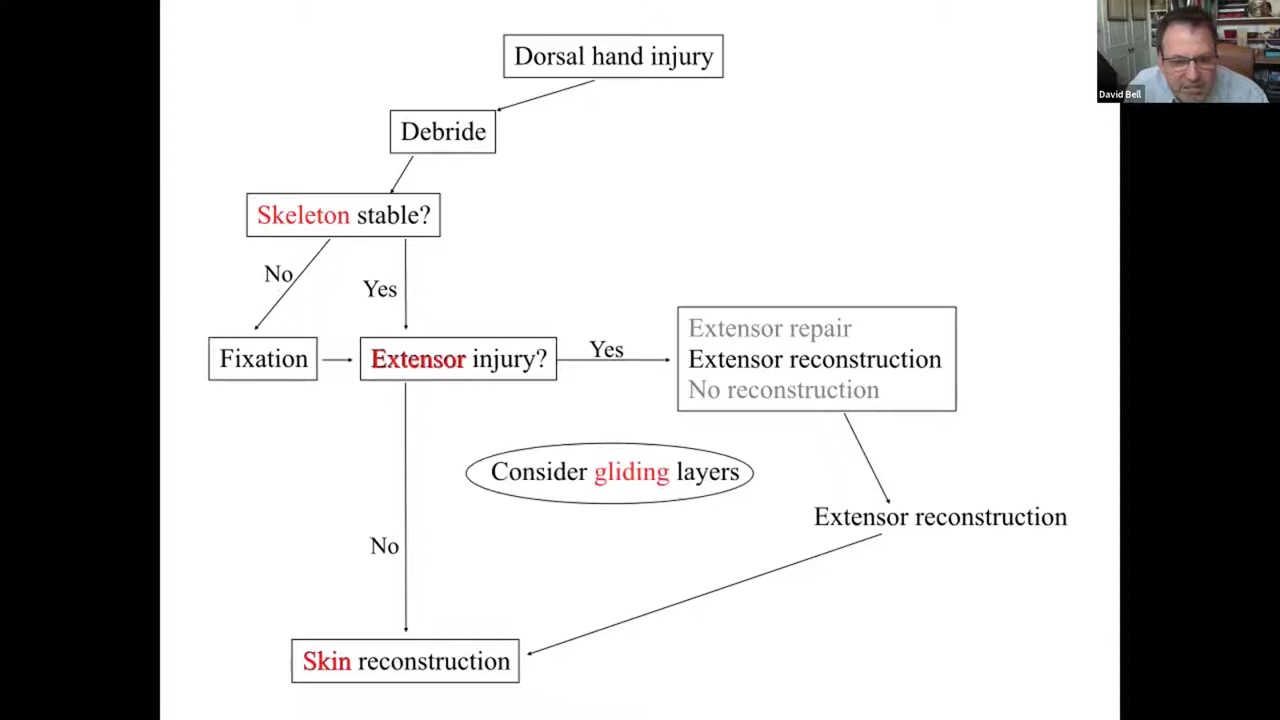 Dorsal hand injury
David Bell
Debride
Skeleton stable?
No
Yes
Fixation
Extensor injury?
Yes
Extensor repair
Extensor reconstruction
No reconstruction
Consider gliding layers
Extensor reconstruction
No
Skin reconstruction